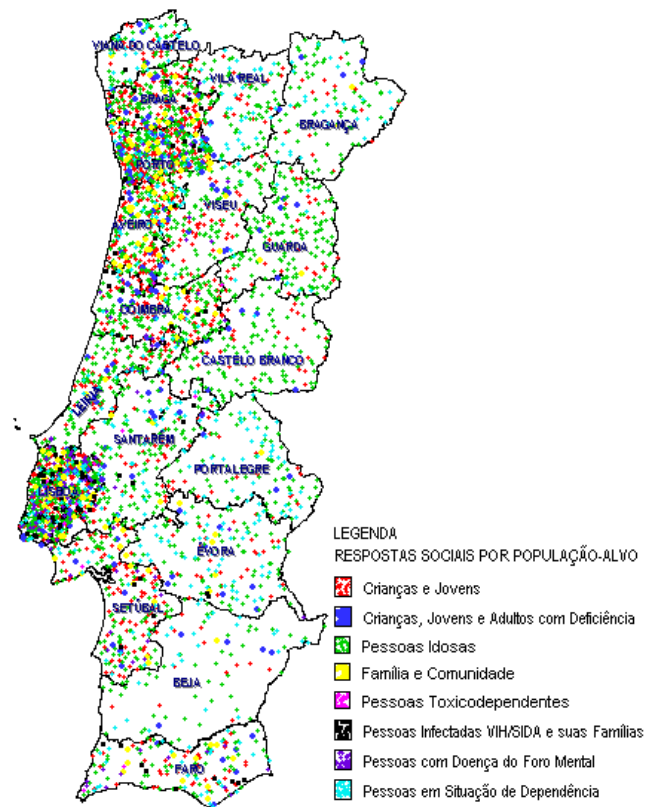 VIANA DO CASTELO
VILA REAL
BRAGA
BRAGANÇA
PORTO
VISEU
AVEIRO
GUARDA
COIMBRA
CASTELO BRANCO
LEIRIA
SANTARÉM
PORTALEGRE
LISBOA
ÉVORA
SETÚBAL
BEJA
FARO
LEGENDA
RESPOSTAS SOCIAIS POR POPULAÇÃO-ALVO
Crianças e Jovens
Crianças, Jovens e Adultos com Deficiência
Pessoas Idosas
Família e Comunidade
Pessoas Toxicodependentes
Pessoas Infectadas VIH/SIDA e suas Famílias
Pessoas com Doença do Foro Mental
Pessoas em Situação de Dependência